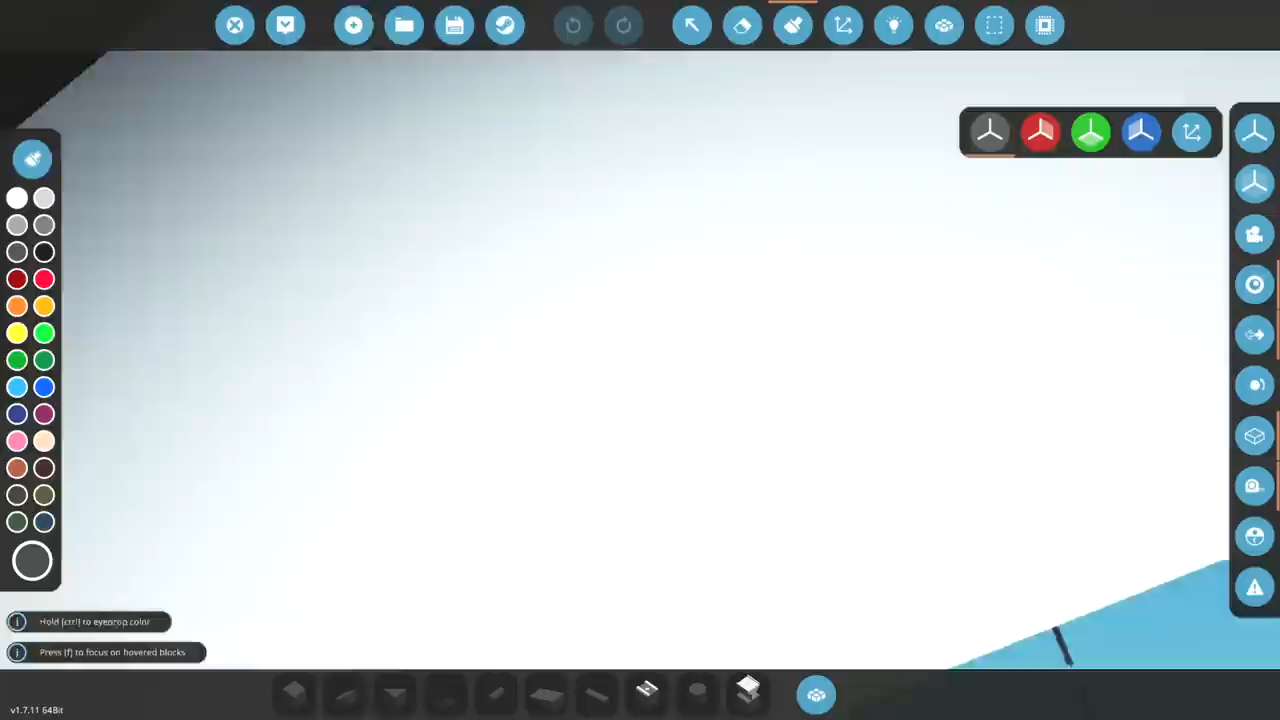 Hold [ctrl] to eyedrop color
Press [f] to focus on hovered blocks
v1.7.11 64Bit